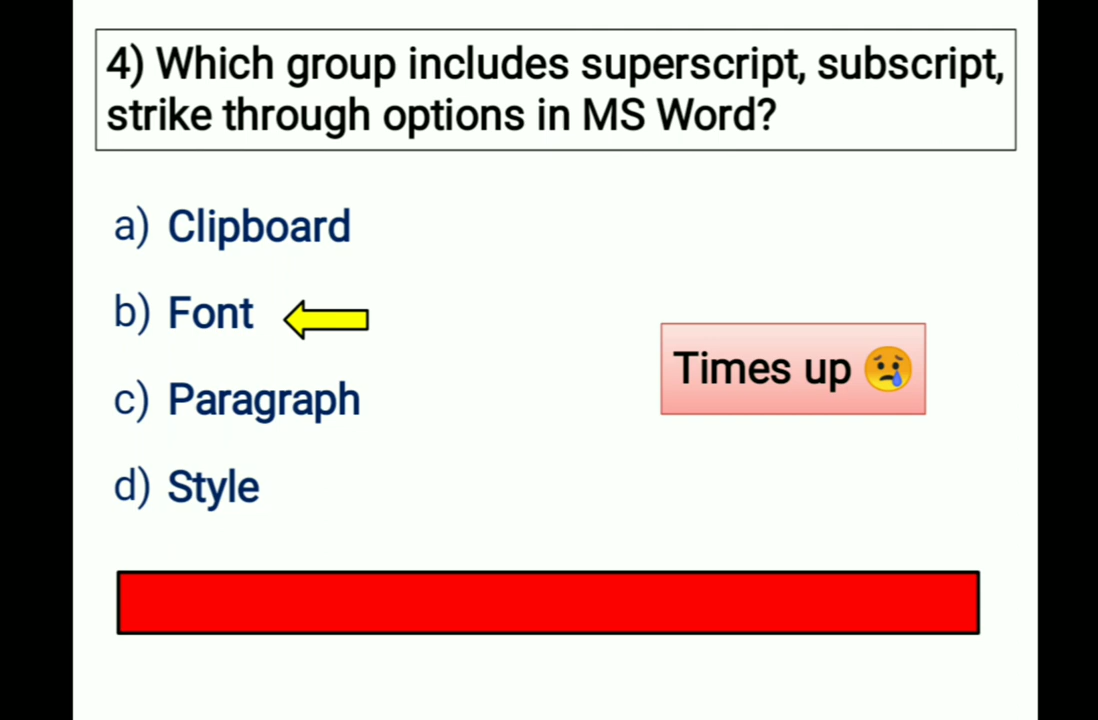 4) Which group includes superscript, subscript,
strike through options in MS Word?
a) Clipboard
b) Font
c) Paragraph
d) Style
Times up 😢